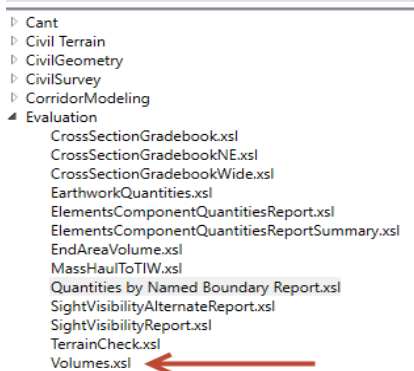 Cant
Civil Terrain
CivilGeometry
CivilSurvey
CorridorModeling
Evaluation
CrossSectionGradebook.xsl
CrossSectionGradebookNE.xsl
CrossSectionGradebookWide.xsl
EarthworkQuantities.xsl
ElementsComponentQuantitiesReport.xsl
ElementsComponentQuantitiesReportSummary.xsl
EndAreaVolume.xsl
MassHaulToTIW.xsl
Quantities by Named Boundary Report.xsl
SightVisibilityAlternateReport.xsl
SightVisibilityReport.xsl
TerrainCheck.xsl
Volumes.xsl